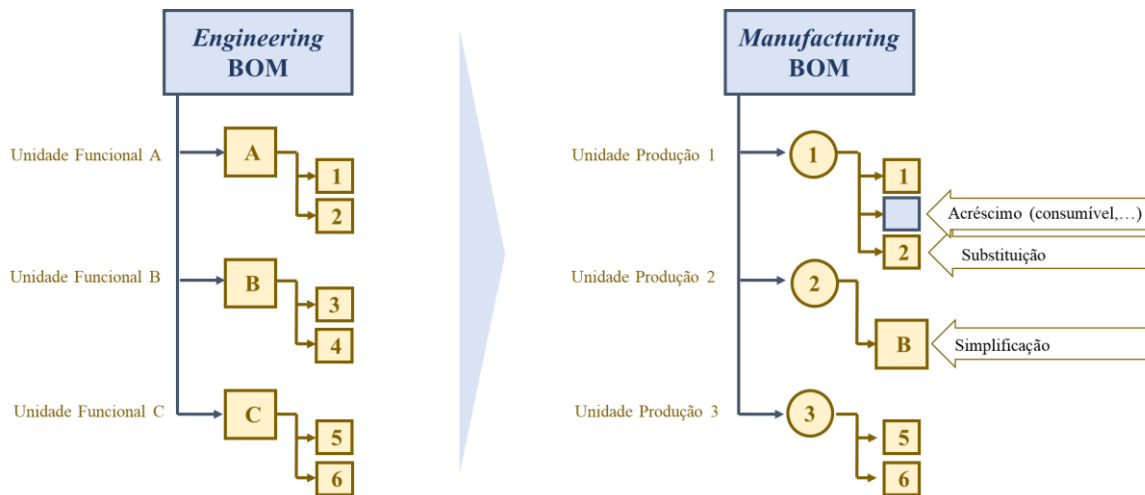 Engineering
BOM
Unidade Funcional A
A
1
2
Unidade Funcional B
B
3
4
Unidade Funcional C
C
5
6
Manufacturing
BOM
Unidade Produção 1
1
1
Acréscimo (consumível,…)
2
Substituição
Unidade Produção 2
2
B
Simplificação
Unidade Produção 3
3
5
6